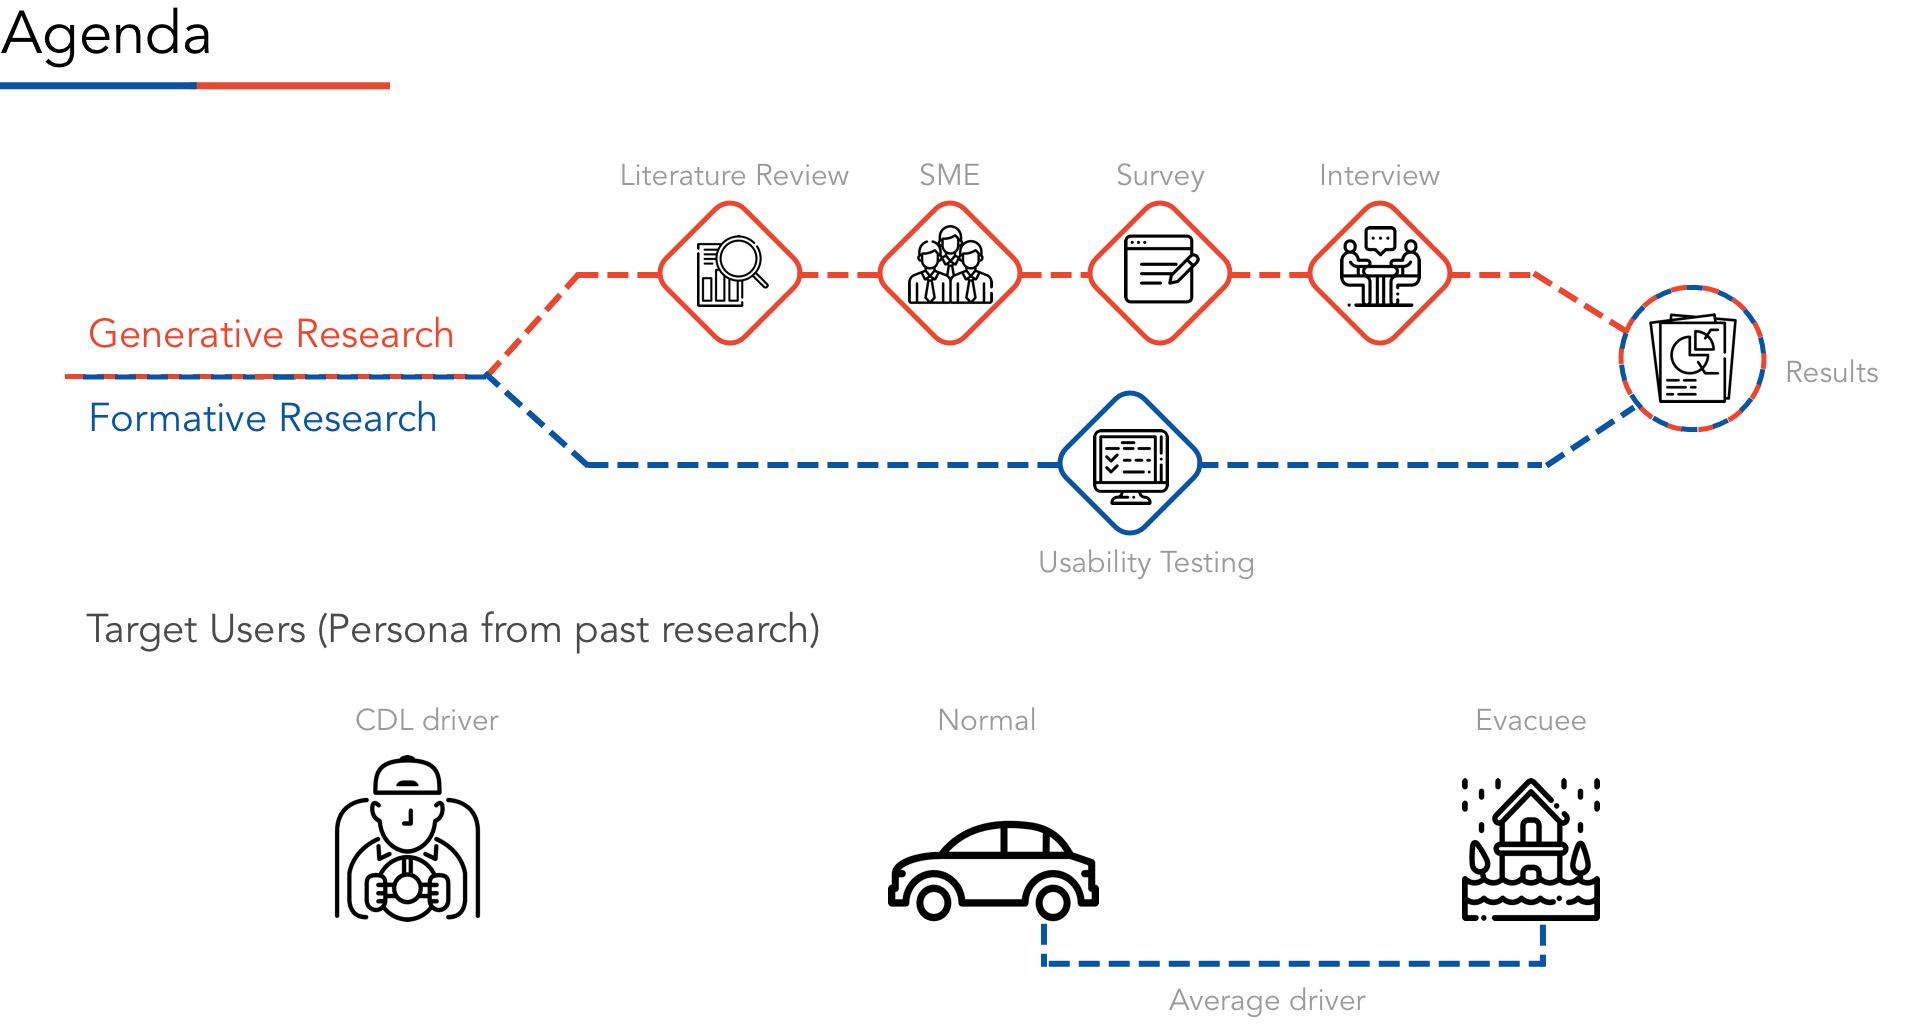 Agenda
Literature Review
SME
Survey
Interview
Generative Research
Formative Research
Results
Usability Testing
Target Users (Persona from past research)
CDL driver
Normal
Evacuee
Average driver